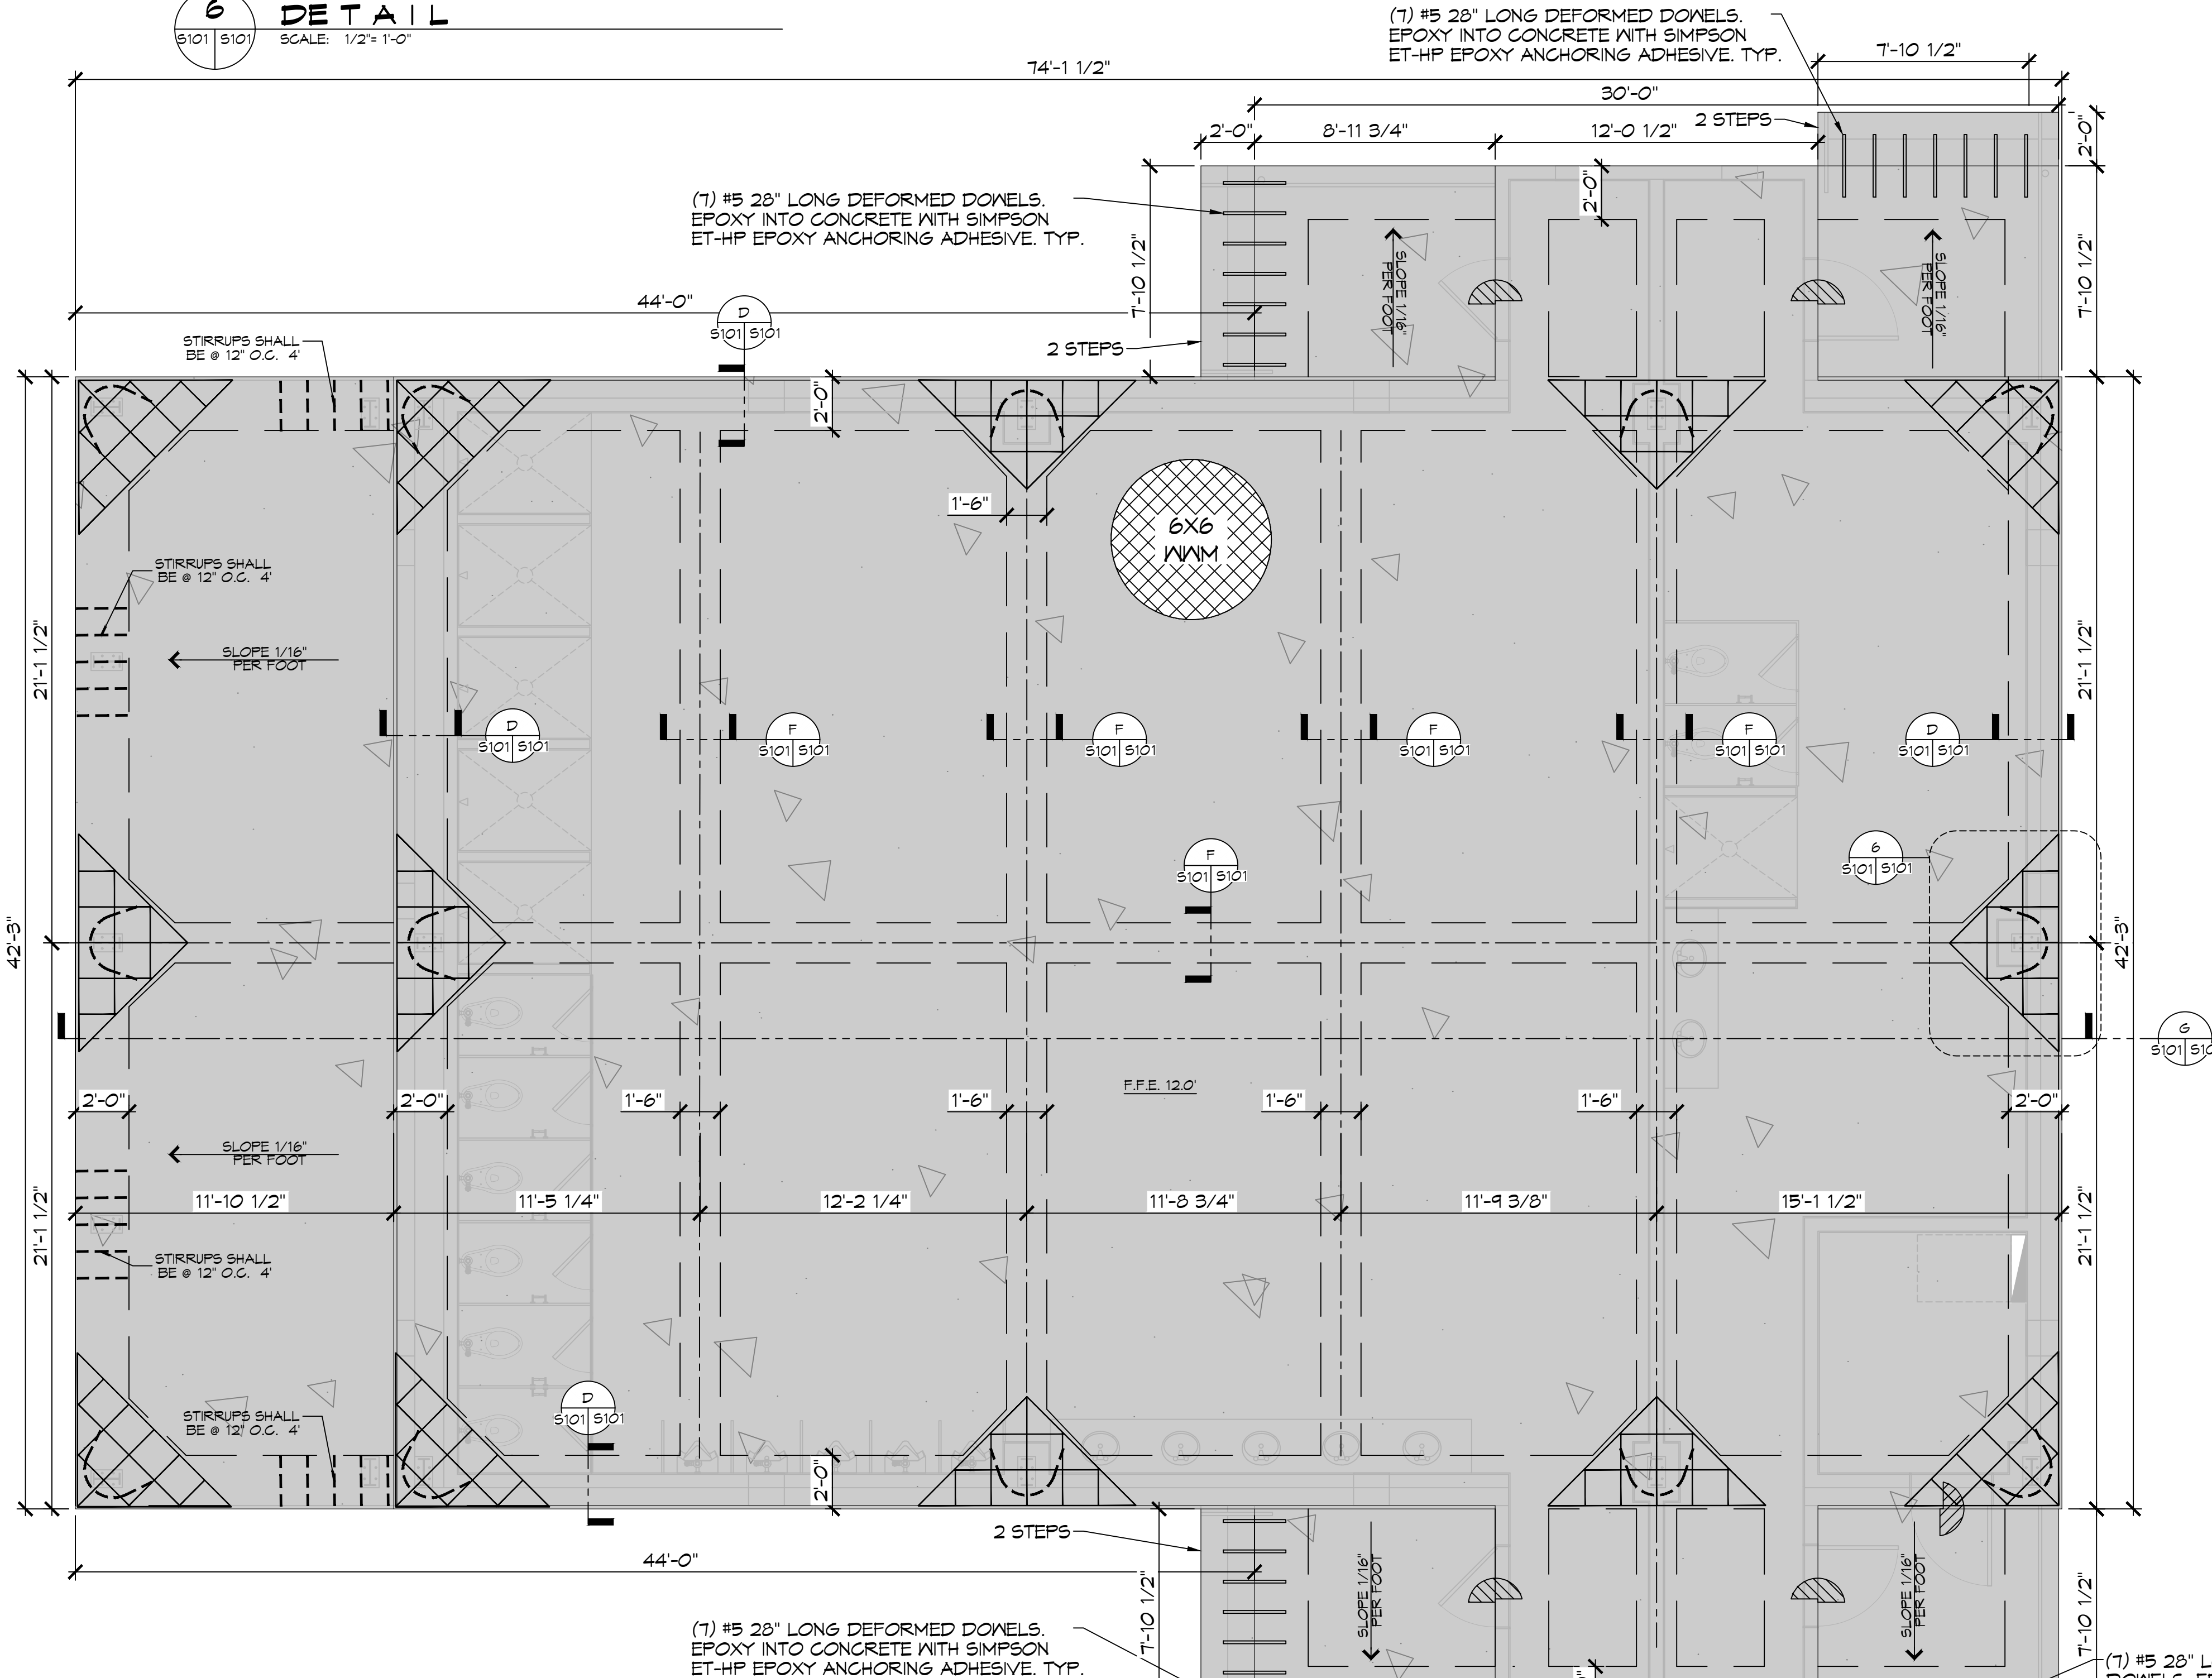 6
DETAIL
S101 S101
SCALE: 1/2"= 1'-0"
(7) #5 28" LONG DEFORMED DOWELS.
EPOXY INTO CONCRETE WITH SIMPSON
ET-HP EPOXY ANCHORING ADHESIVE. TYP.
7'-10 1/2"
74'-1 1/2"
30'-0"
2'-0"
8'-11 3/4"
12'-0 1/2"
2 STEPS
2'-0"
(7) #5 28" LONG DEFORMED DOWELS.
EPOXY INTO CONCRETE WITH SIMPSON
ET-HP EPOXY ANCHORING ADHESIVE. TYP.
2'-0"
7'-10 1/2"
SLOPE 1/16"
PER FOOT
SLOPE 1/16"
PER FOOT
7'-10 1/2"
44'-0"
D
S101 S101
2 STEPS
STIRRUPS SHALL
BE @ 12" O.C. 4'
2'-0"
1'-6"
6X6
WWM
STIRRUPS SHALL
BE @ 12" O.C. 4'
21'-1 1/2"
SLOPE 1/16"
PER FOOT
21'-1 1/2"
D
S101 S101
F
S101 S101
F
S101 S101
F
S101 S101
F
S101 S101
D
S101 S101
F
S101 S101
6
S101 S101
42'-3"
42'-3"
G
F.F.E. 12.0'
2'-0"
2'-0"
1'-6"
1'-6"
1'-6"
1'-6"
2'-0"
SLOPE 1/16"
PER FOOT
11'-10 1/2"
11'-5 1/4"
12'-2 1/4"
11'-8 3/4"
11'-9 3/8"
15'-1 1/2"
21'-1 1/2"
21'-1 1/2"
STIRRUPS SHALL
BE @ 12" O.C. 4'
D
S101 S101
STIRRUPS SHALL
BE @ 12" O.C. 4'
2'-0"
2 STEPS
44'-0"
7'-10 1/2"
SLOPE 1/16"
PER FOOT
SLOPE 1/16"
PER FOOT
7'-10 1/2"
(7) #5 28" LONG DEFORMED DOWELS.
EPOXY INTO CONCRETE WITH SIMPSON
ET-HP EPOXY ANCHORING ADHESIVE. TYP.
(7) #5 28" L